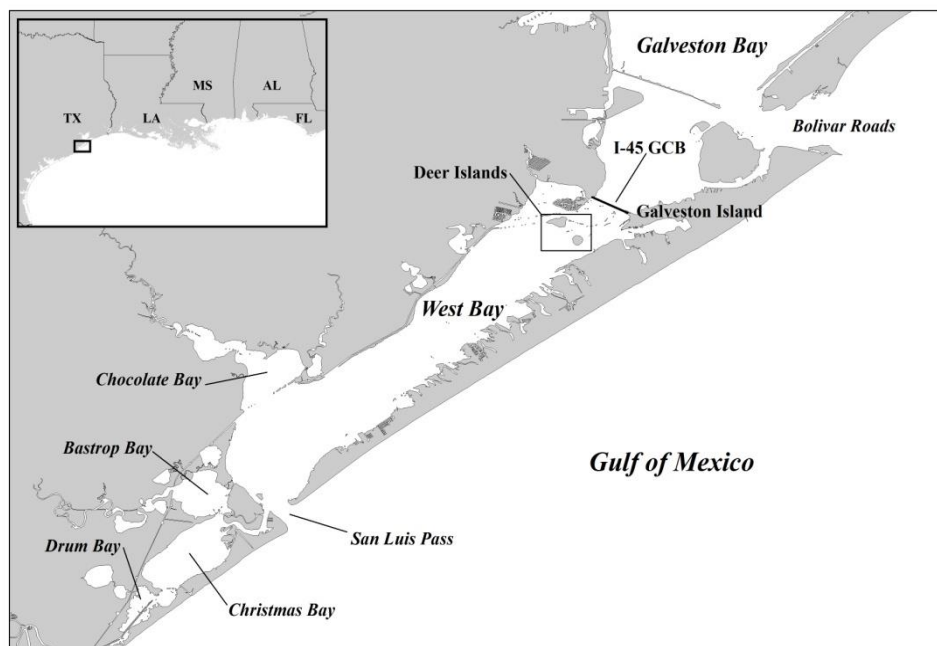 Galveston Bay
MS
AL
TX
LA
FL
Bolivar Roads
I-45 GCB
Deer Islands
Galveston Island
West Bay
Chocolate Bay
Bastrop Bay
Gulf of Mexico
San Luis Pass
Drum Bay
Christmas Bay